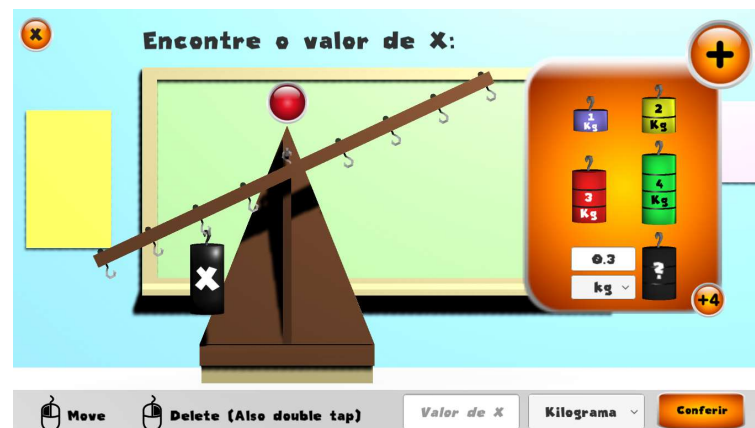 X
Encontre o valor de X:
+
1
Kg
2
Kg
3
Kg
4
Kg
X
0.3
?
kg
+4
Move
Delete (Also double tap)
Valor de X
Kilograma
Conferir